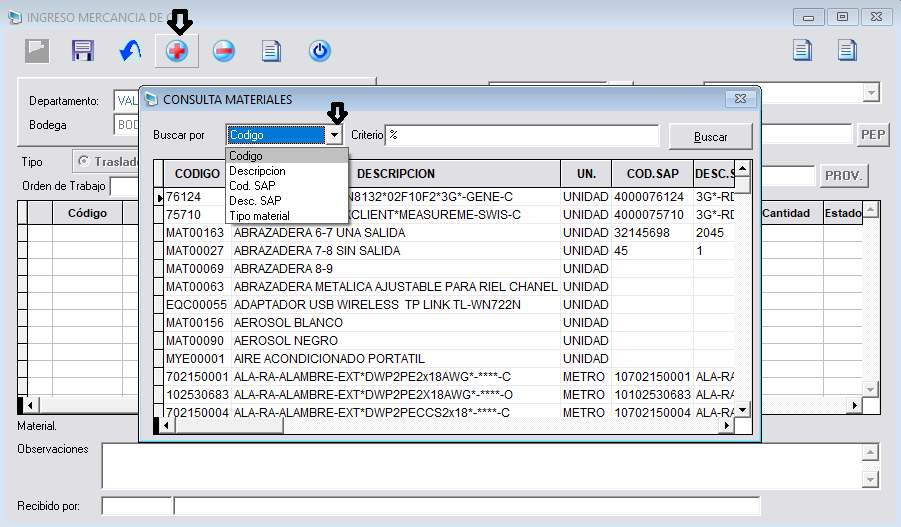 INGRESO MERCANCIA DE
CONSULTA MATERIALES
Departamento: VAL
Bodega BOD
PEP
Tipo Traslado
PROV.
Orden de Trabajo
Código Cantidad Estado
Buscar por Codigo Criterio % Buscar
Codigo
Descripcion
Cod. SAP
Desc. SAP
Tipo material
CODIGO DESCRIPCION UN. COD.SAP DESC.S
76124 N8132*02F10F2*3G*-GENE-C UNIDAD 4000076124 3G*-RD
75710 XCLIENT*MEASUREME-SWIS-C UNIDAD 4000075710 3G*-RD
MAT00163 ABRAZADERA 6-7 UNA SALIDA UNIDAD 32145698 2045
MAT00027 ABRAZADERA 7-8 SIN SALIDA UNIDAD 45 1
MAT00069 ABRAZADERA 8-9 UNIDAD
MAT00063 ABRAZADERA METALICA AJUSTABLE PARA RIEL CHANEL UNIDAD
EQC00055 ADAPTADOR USB WIRELESS TP LINK TL-WN722N UNIDAD
MAT00156 AEROSOL BLANCO UNIDAD
MAT00090 AEROSOL NEGRO UNIDAD
MYE00001 AIRE ACONDICIONADO PORTATIL UNIDAD
702150001 ALA-RA-ALAMBRE-EXT*DWP2PE2x18AWG*-****-C METRO 10702150001 ALA-RA
102530683 ALA-RA-ALAMBRE-EXT*DWP2PE2X18AWG*-****-O METRO 10102530683 ALA-RA
702150004 ALA-RA-ALAMBRE-EXT*DWP2PECCS2x18*-****-C METRO 10702150004 ALA-RA
Material.
Observaciones
Recibido por: